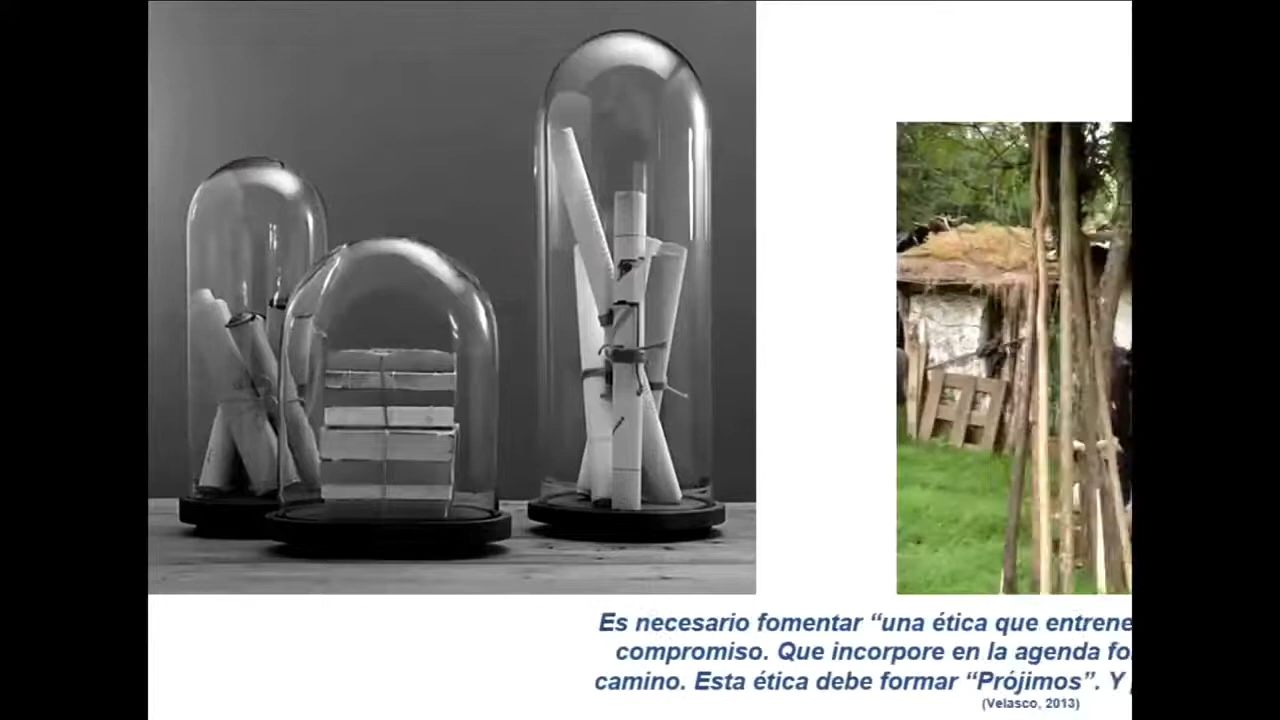 Es necesario fomentar “una ética que entrene
compromiso. Que incorpore en la agenda fo
camino. Esta ética debe formar “Prójimos”. Y
(Velasco, 2013)